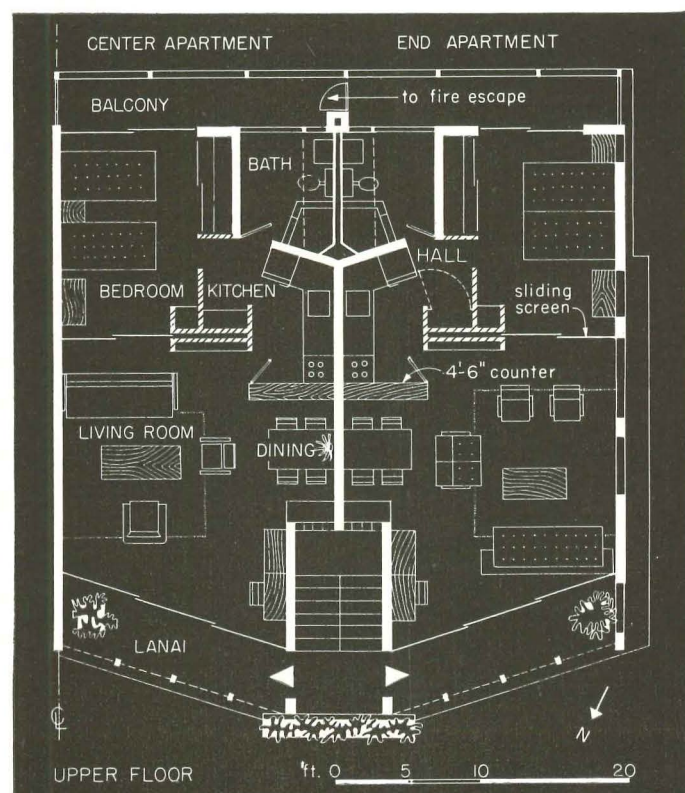 CENTER APARTMENT
END APARTMENT
BALCONY
to fire escape
BATH
HALL
BEDROOM
KITCHEN
sliding screen
4'-6" counter
LIVING ROOM
DINING
LANAI
N
UPPER FLOOR
ft. 0 5 10 20